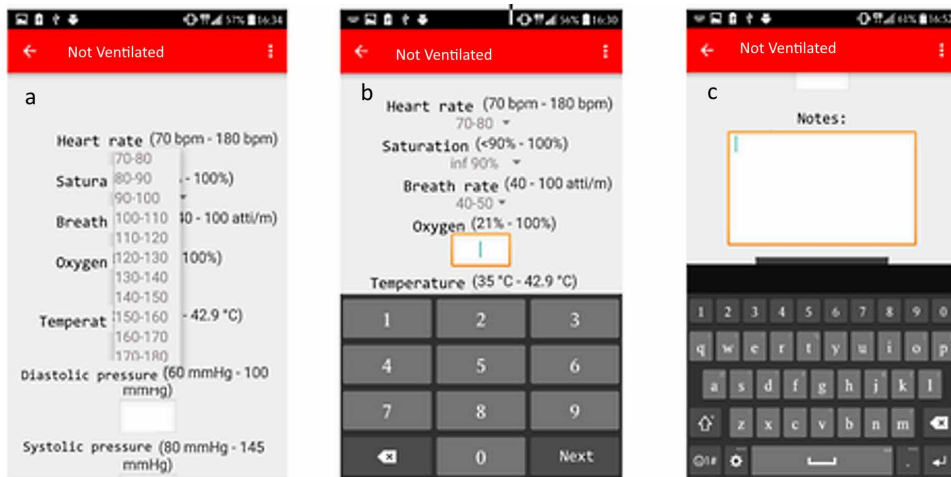 57% 16:34
Not Ventilated
a
Heart rate (70 bpm - 180 bpm)
70-80
Satura 80-90 - 100%)
90-100
Breath 100-110 40 - 100 atti/m)
110-120
Oxygen 120-130 100%)
130-140
140-150
Temperat 150-160 - 42.9 °C)
160-170
170-180
Diastolic pressure (60 mmHg - 100
mmHg)
Systolic pressure (80 mmHg - 145
mmHg)
56% 16:30
Not Ventilated
b
Heart rate (70 bpm - 180 bpm)
70-80
Saturation (<90% - 100%)
inf 90%
Breath rate (40 - 100 atti/m)
40-50
Oxygen (21% - 100%)
Temperature (35 °C - 42.9 °C)
1 2 3
4 5 6
7 8 9
0 Next
61%
Not Ventilated
c
Notes:
1 2 3 4 5 6 7 8 9 0
q w e r t y u i o p
a s d f g h j k l
z x c v b n m